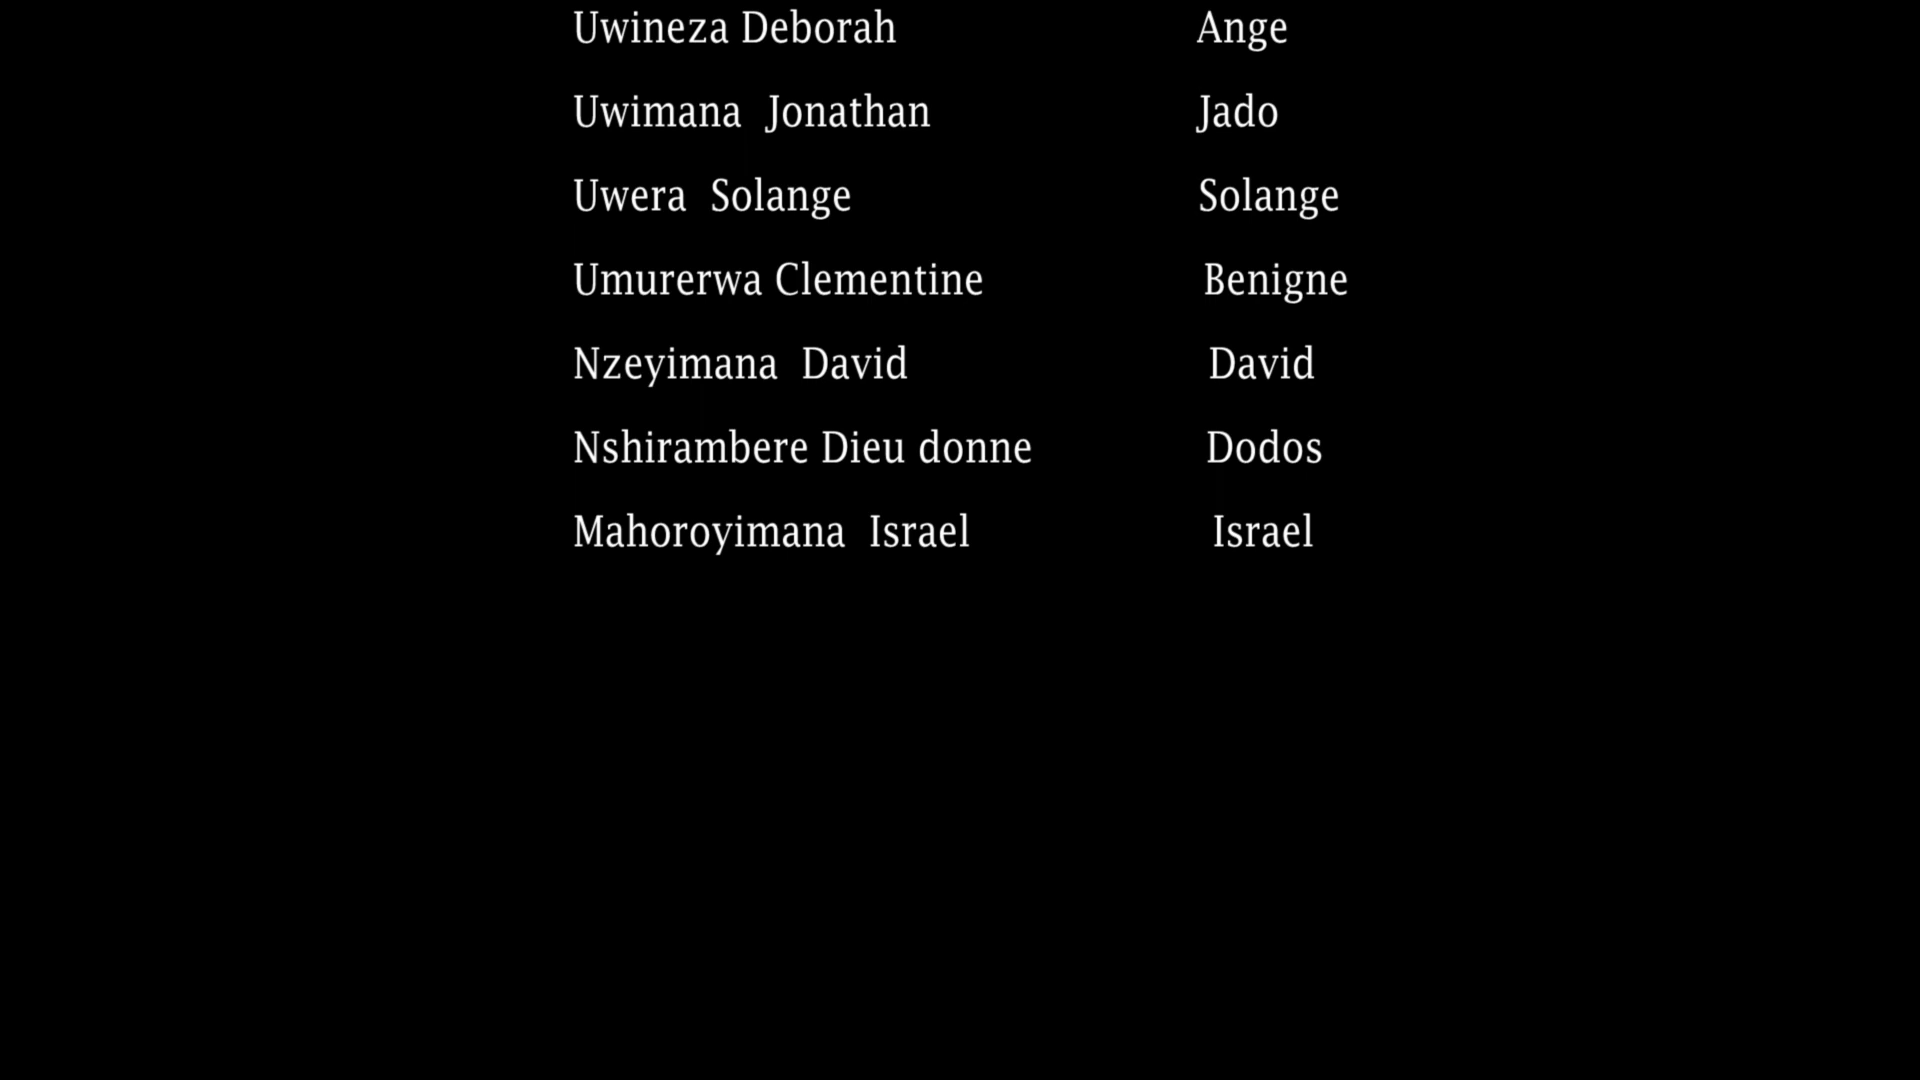 Uwineza Deborah Ange
Uwimana Jonathan Jado
Uwera Solange Solange
Umurerwa Clementine Benigne
Nzeyimana David David
Nshirambere Dieu donne Dodos
Mahoroyimana Israel Israel